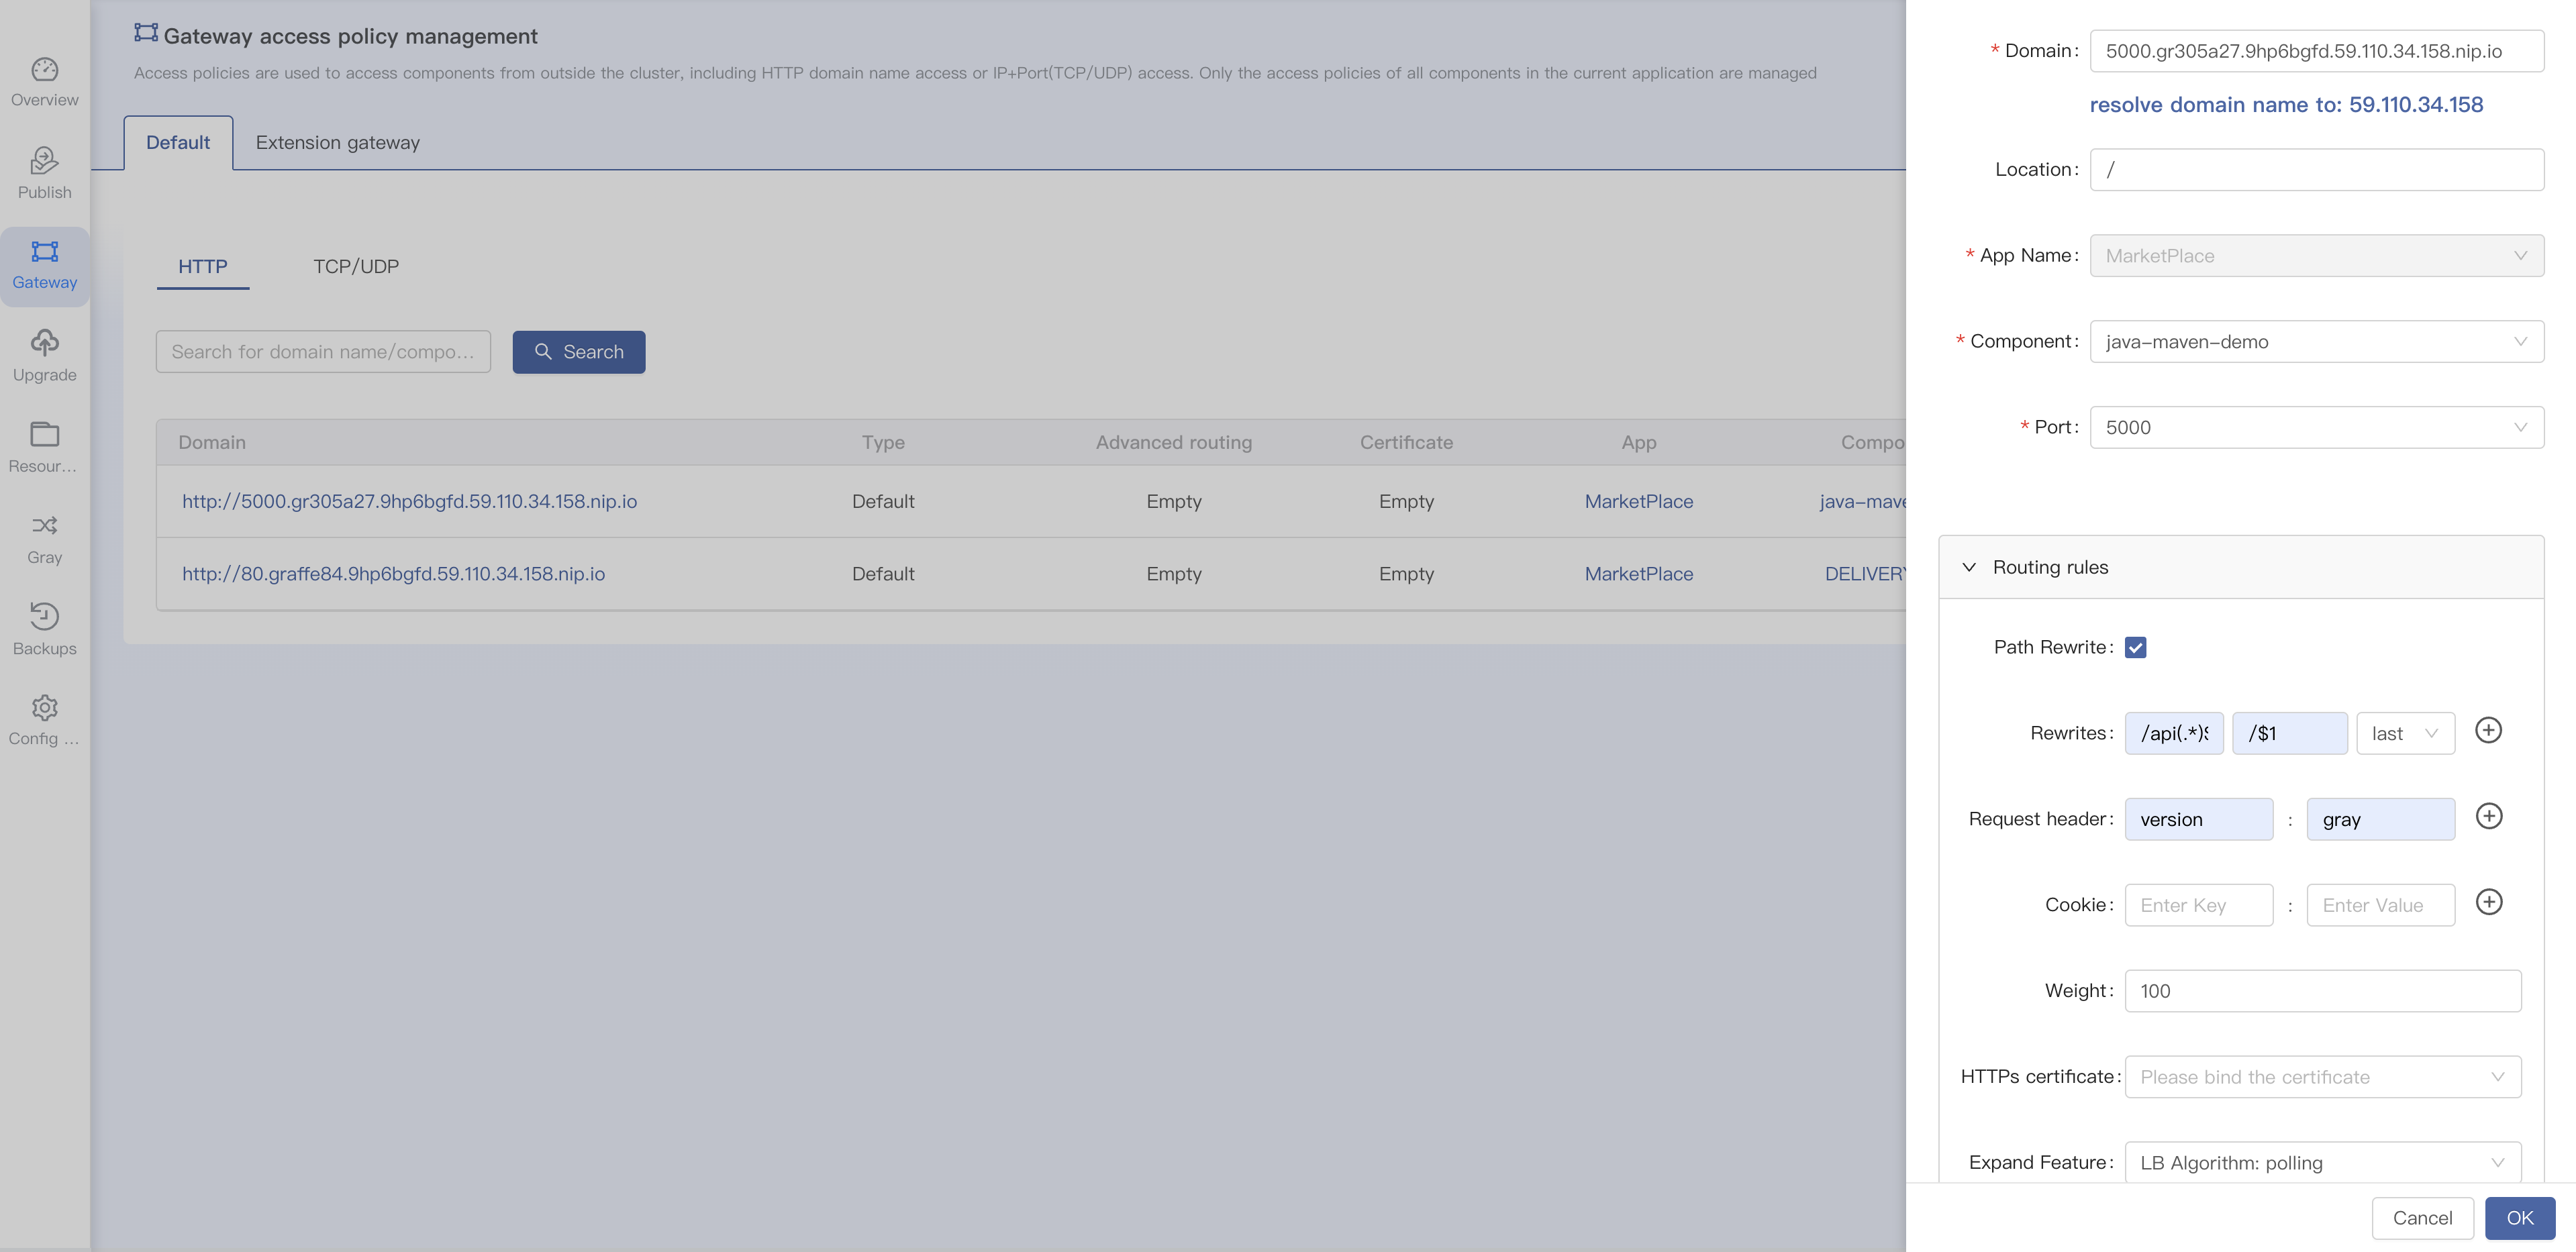 Overview
Publish
Gateway
Upgrade
Resour...
Gray
Backups
Config ...
Gateway access policy management
Access policies are used to access components from outside the cluster, including HTTP domain name access or IP+Port(TCP/UDP) access. Only the access policies of all components in the current application are managed
Default Extension gateway
HTTP TCP/UDP
Search for domain name/compo... Search
Domain Type Advanced routing Certificate App Compo
http://5000.gr305a27.9hp6bgfd.59.110.34.158.nip.io Default Empty Empty MarketPlace java-mave
http://80.graffe84.9hp6bgfd.59.110.34.158.nip.io Default Empty Empty MarketPlace DELIVERY
* Domain: 5000.gr305a27.9hp6bgfd.59.110.34.158.nip.io
resolve domain name to: 59.110.34.158
Location: /
* App Name: MarketPlace
* Component: java-maven-demo
* Port: 5000
Routing rules
Path Rewrite:
Rewrites: /api(.*)$ /$1 last
Request header: version : gray
Cookie: Enter Key : Enter Value
Weight: 100
HTTPs certificate: Please bind the certificate
Expand Feature: LB Algorithm: polling
Cancel OK